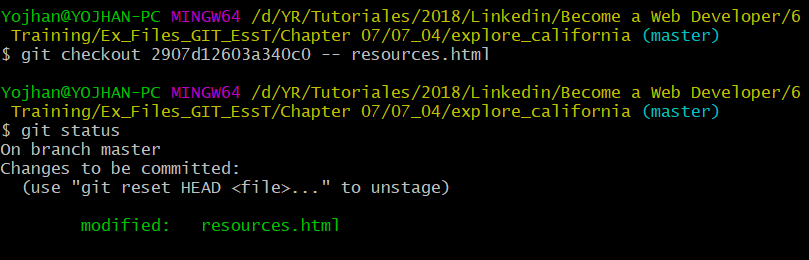 Yojhan@YOJHAN-PC MINGW64 /d/YR/Tutoriales/2018/Linkedin/Become a Web Developer/6
Training/Ex_Files_GIT_EssT/Chapter 07/07_04/explore_california (master)
$ git checkout 2907d12603a340c0 -- resources.html
Yojhan@YOJHAN-PC MINGW64 /d/YR/Tutoriales/2018/Linkedin/Become a Web Developer/6
Training/Ex_Files_GIT_EssT/Chapter 07/07_04/explore_california (master)
$ git status
On branch master
Changes to be committed:
(use "git reset HEAD <file>..." to unstage)
modified: resources.html